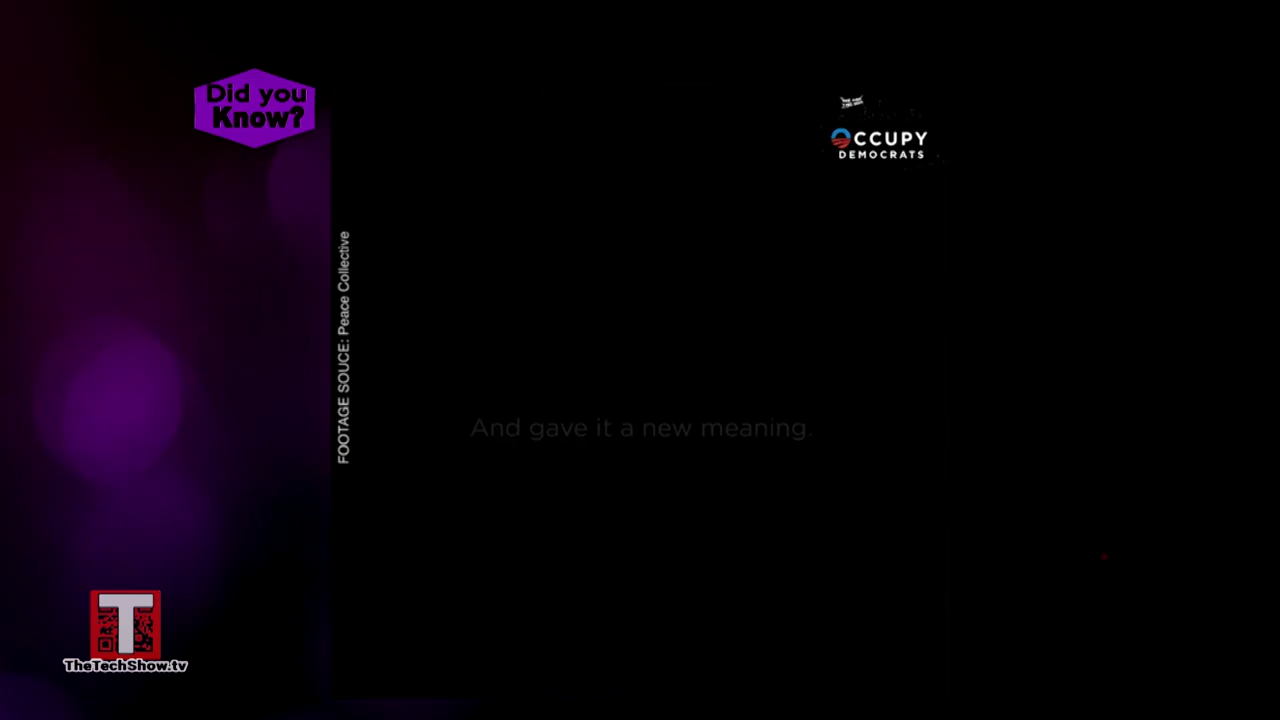 Did you
Know?
OCCUPY
DEMOCRATS
FOOTAGE SOUCE: Peace Collective
And gave it a new meaning.
T
TheTechShow.tv